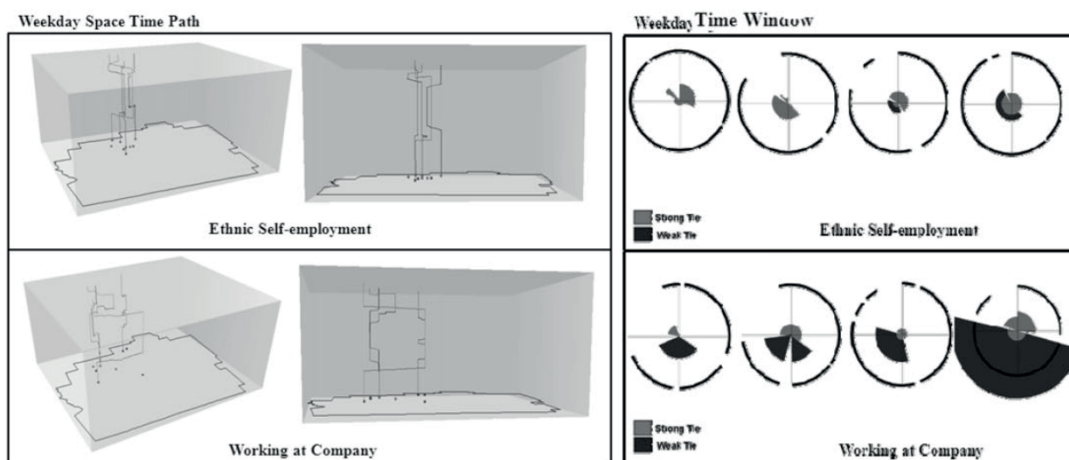 Weekday Space Time Path
Ethnic Self-employment
Working at Company
Weekday Time Window
Strong Tie
Weak Tie
Ethnic Self-employment
Strong Tie
Weak Tie
Working at Company